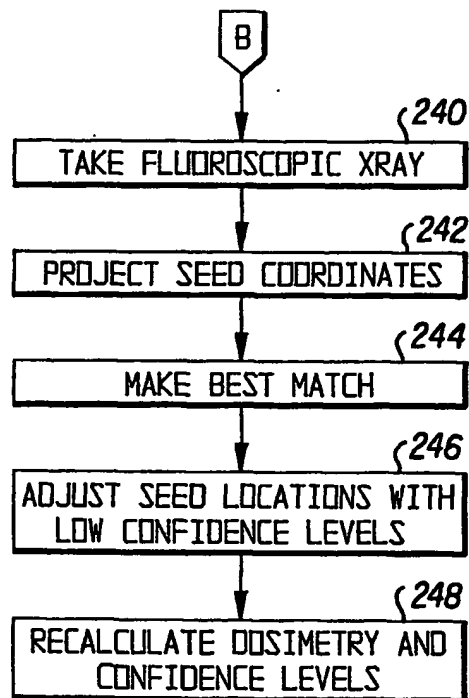 B
240
TAKE FLUOROSCOPIC XRAY
242
PROJECT SEED COORDINATES
244
MAKE BEST MATCH
246
ADJUST SEED LOCATIONS WITH
LOW CONFIDENCE LEVELS
248
RECALCULATE DOSIMETRY AND
CONFIDENCE LEVELS